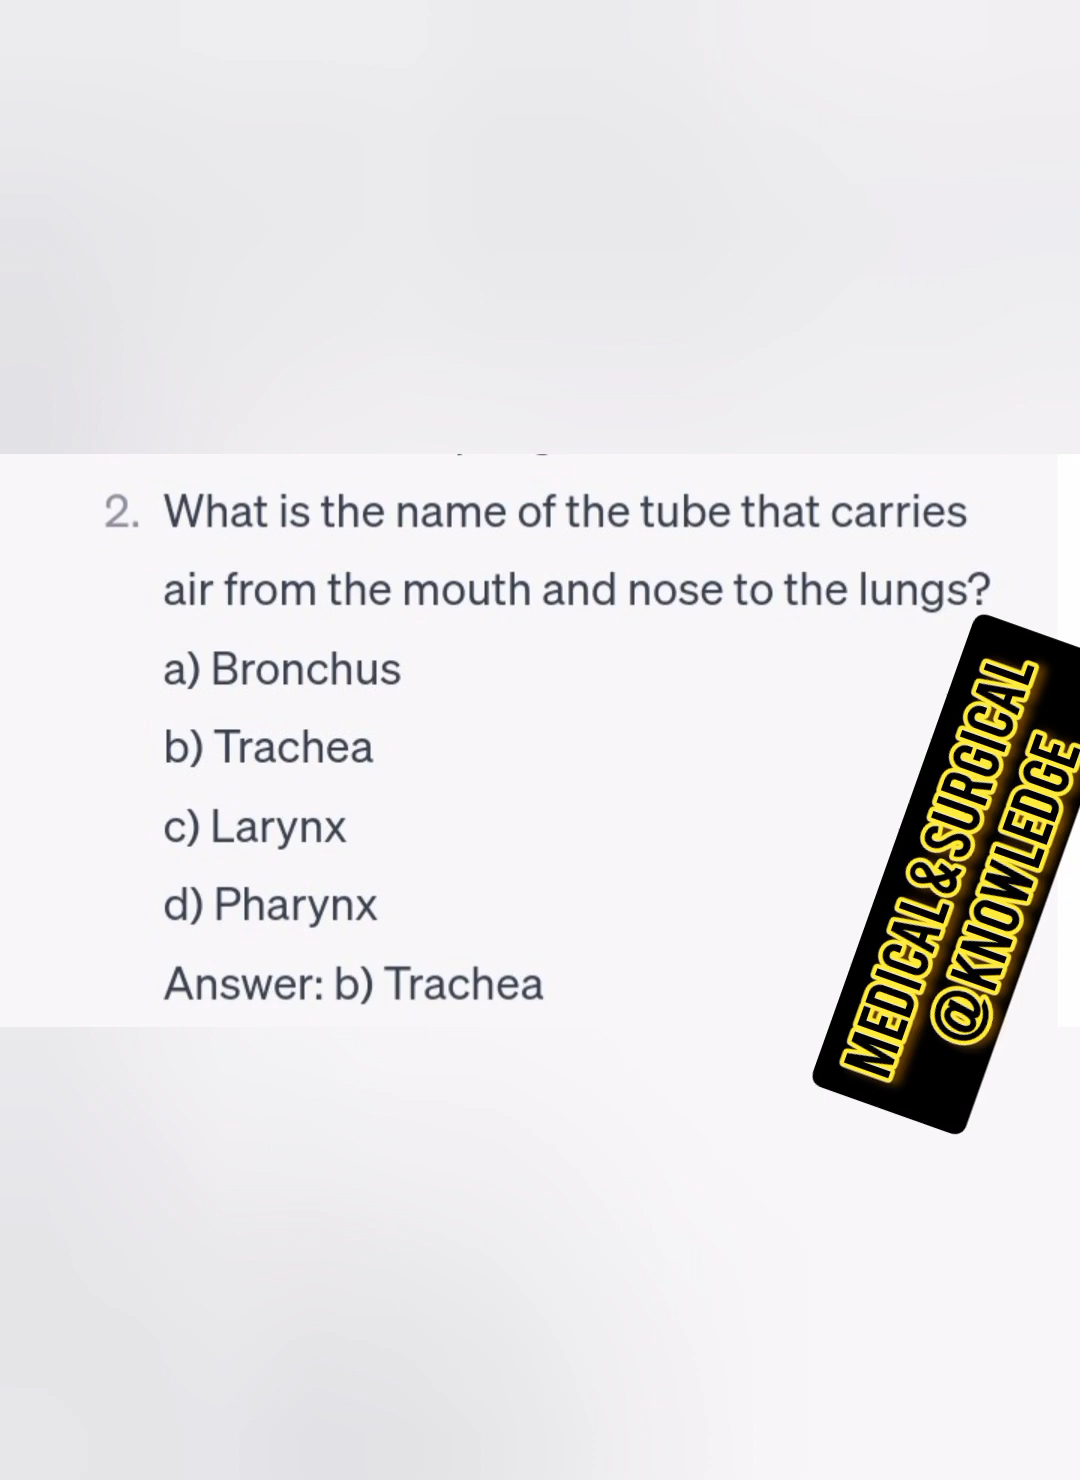 2. What is the name of the tube that carries
air from the mouth and nose to the lungs?
a) Bronchus
b) Trachea
c) Larynx
d) Pharynx
Answer: b) Trachea
MEDICAL & SURGICAL
@KNOWLEDGE